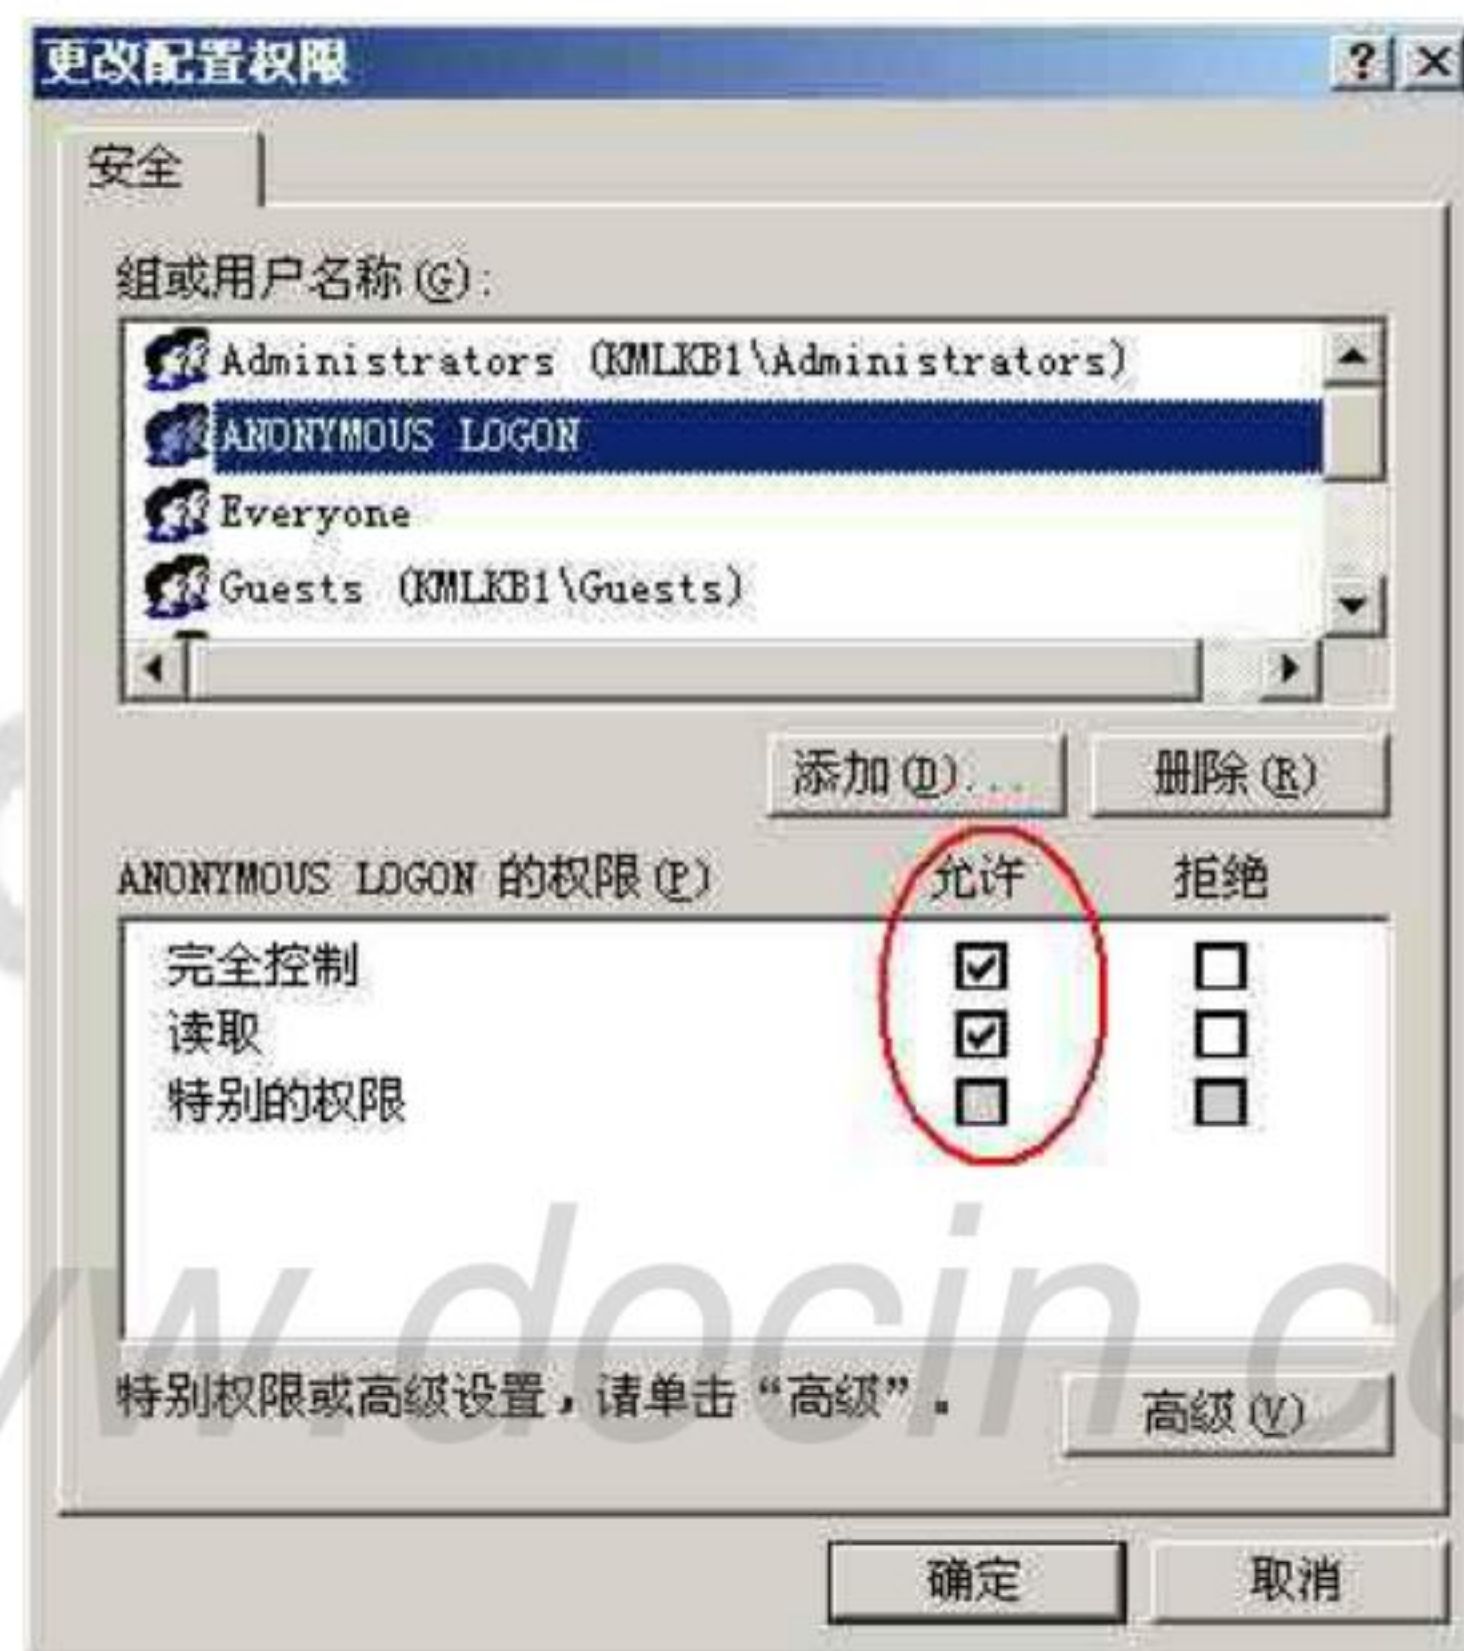 更改配置权限
安全
组或用户名称(G):
Administrators (KMLKB1\Administrators)
ANONYMOUS LOGON
Everyone
Guests (KMLKB1\Guests)
添加(D)... 删除(R)
ANONYMOUS LOGON 的权限(P) 允许 拒绝
完全控制
读取
特别的权限
特别权限或高级设置，请单击“高级”。 高级(V)
确定 取消
w.docin.co